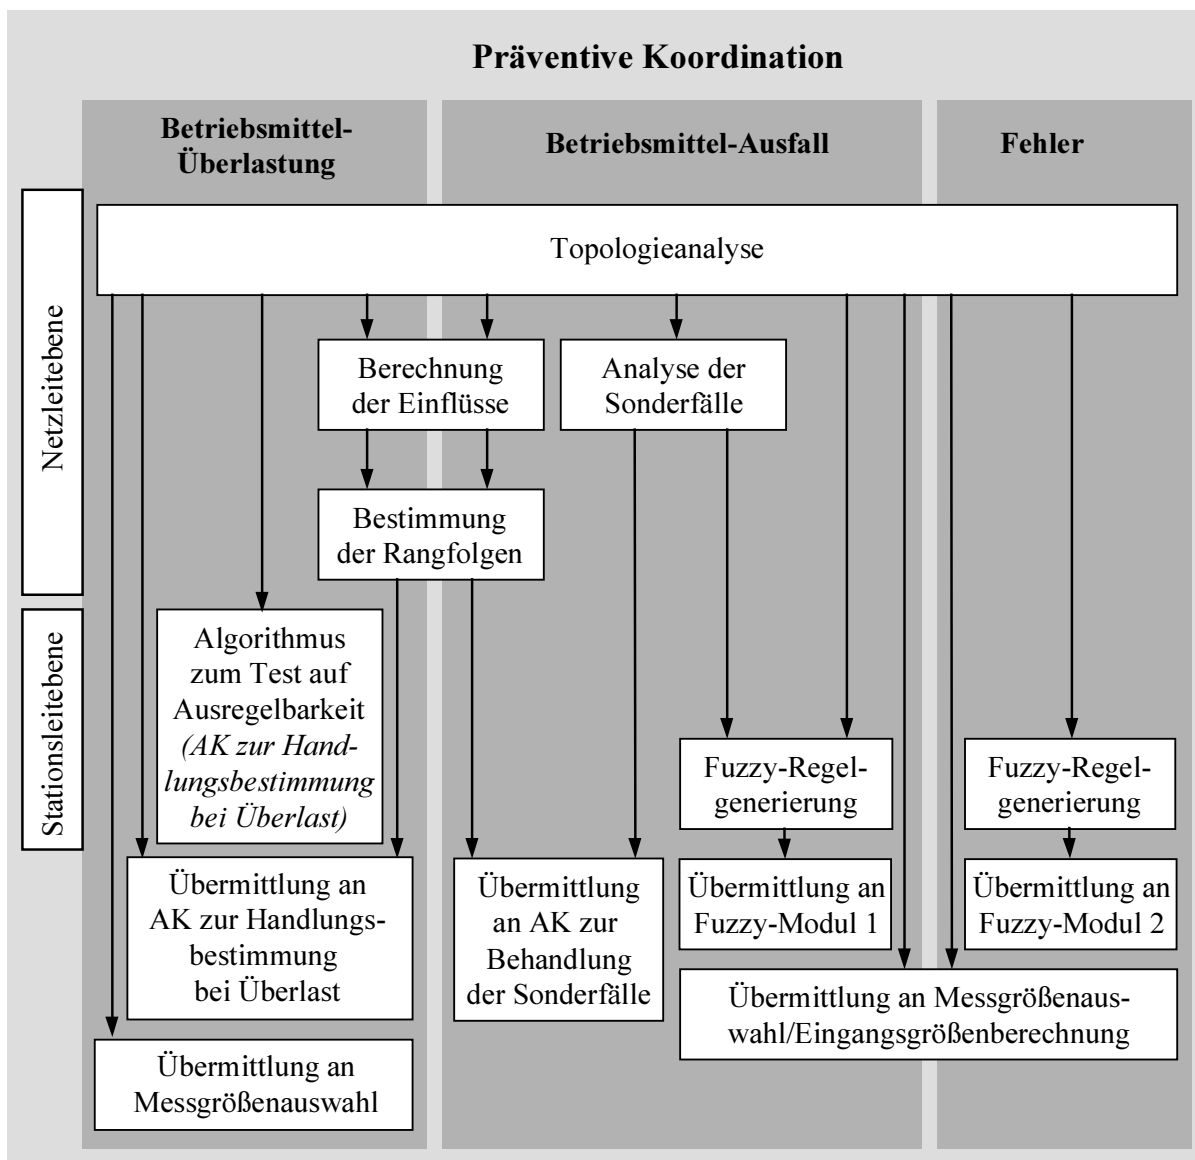 Präventive Koordination
Betriebsmittel-
Überlastung
Betriebsmittel-Ausfall
Fehler
Netzleitebene
Topologieanalyse
Berechnung
der Einflüsse
Analyse der
Sonderfälle
Bestimmung
der Rangfolgen
Stationsleitebene
Algorithmus
zum Test auf
Ausregelbarkeit
(AK zur Hand-
lungsbestimmung
bei Überlast)
Fuzzy-Regel-
generierung
Fuzzy-Regel-
generierung
Übermittlung an
AK zur Handlungs-
bestimmung
bei Überlast
Übermittlung
an AK zur
Behandlung
der Sonderfälle
Übermittlung an
Fuzzy-Modul 1
Übermittlung an
Fuzzy-Modul 2
Übermittlung an Messgrößenaus-
wahl/Eingangsgrößenberechnung
Übermittlung an
Messgrößenauswahl